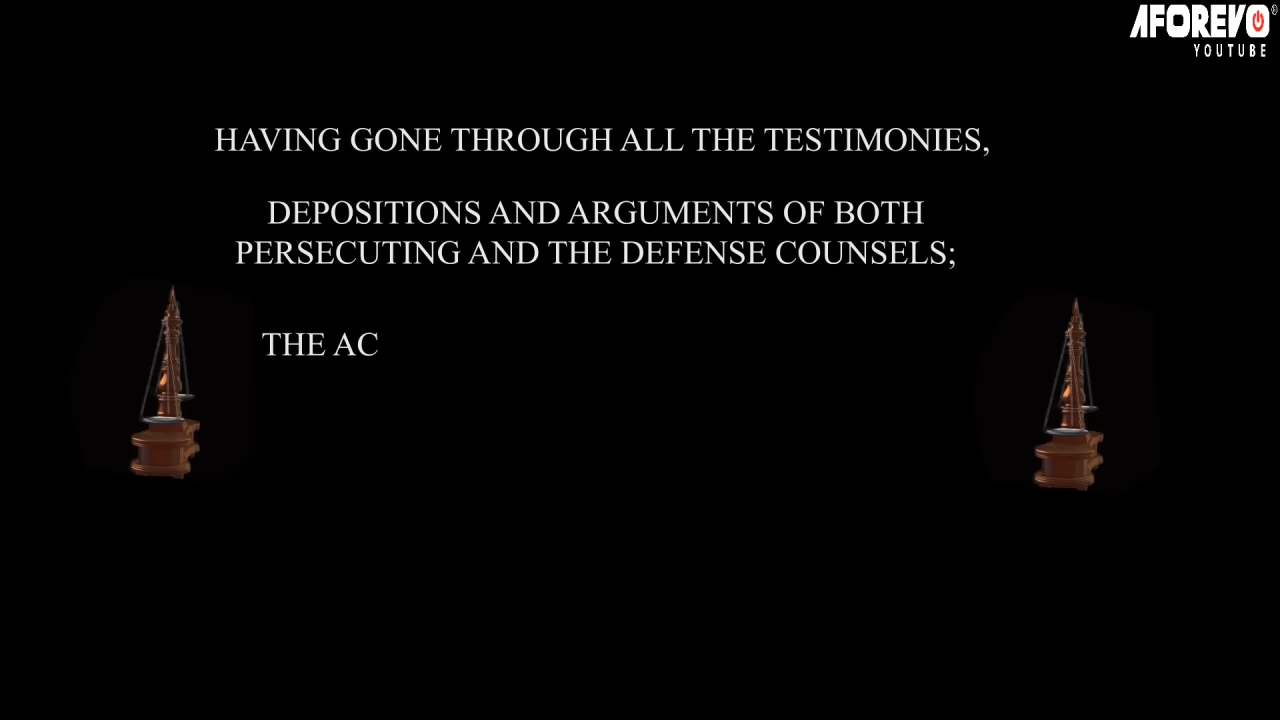 AFOREVO®
YOUTUBE
HAVING GONE THROUGH ALL THE TESTIMONIES,
DEPOSITIONS AND ARGUMENTS OF BOTH
PERSECUTING AND THE DEFENSE COUNSELS;
THE AC